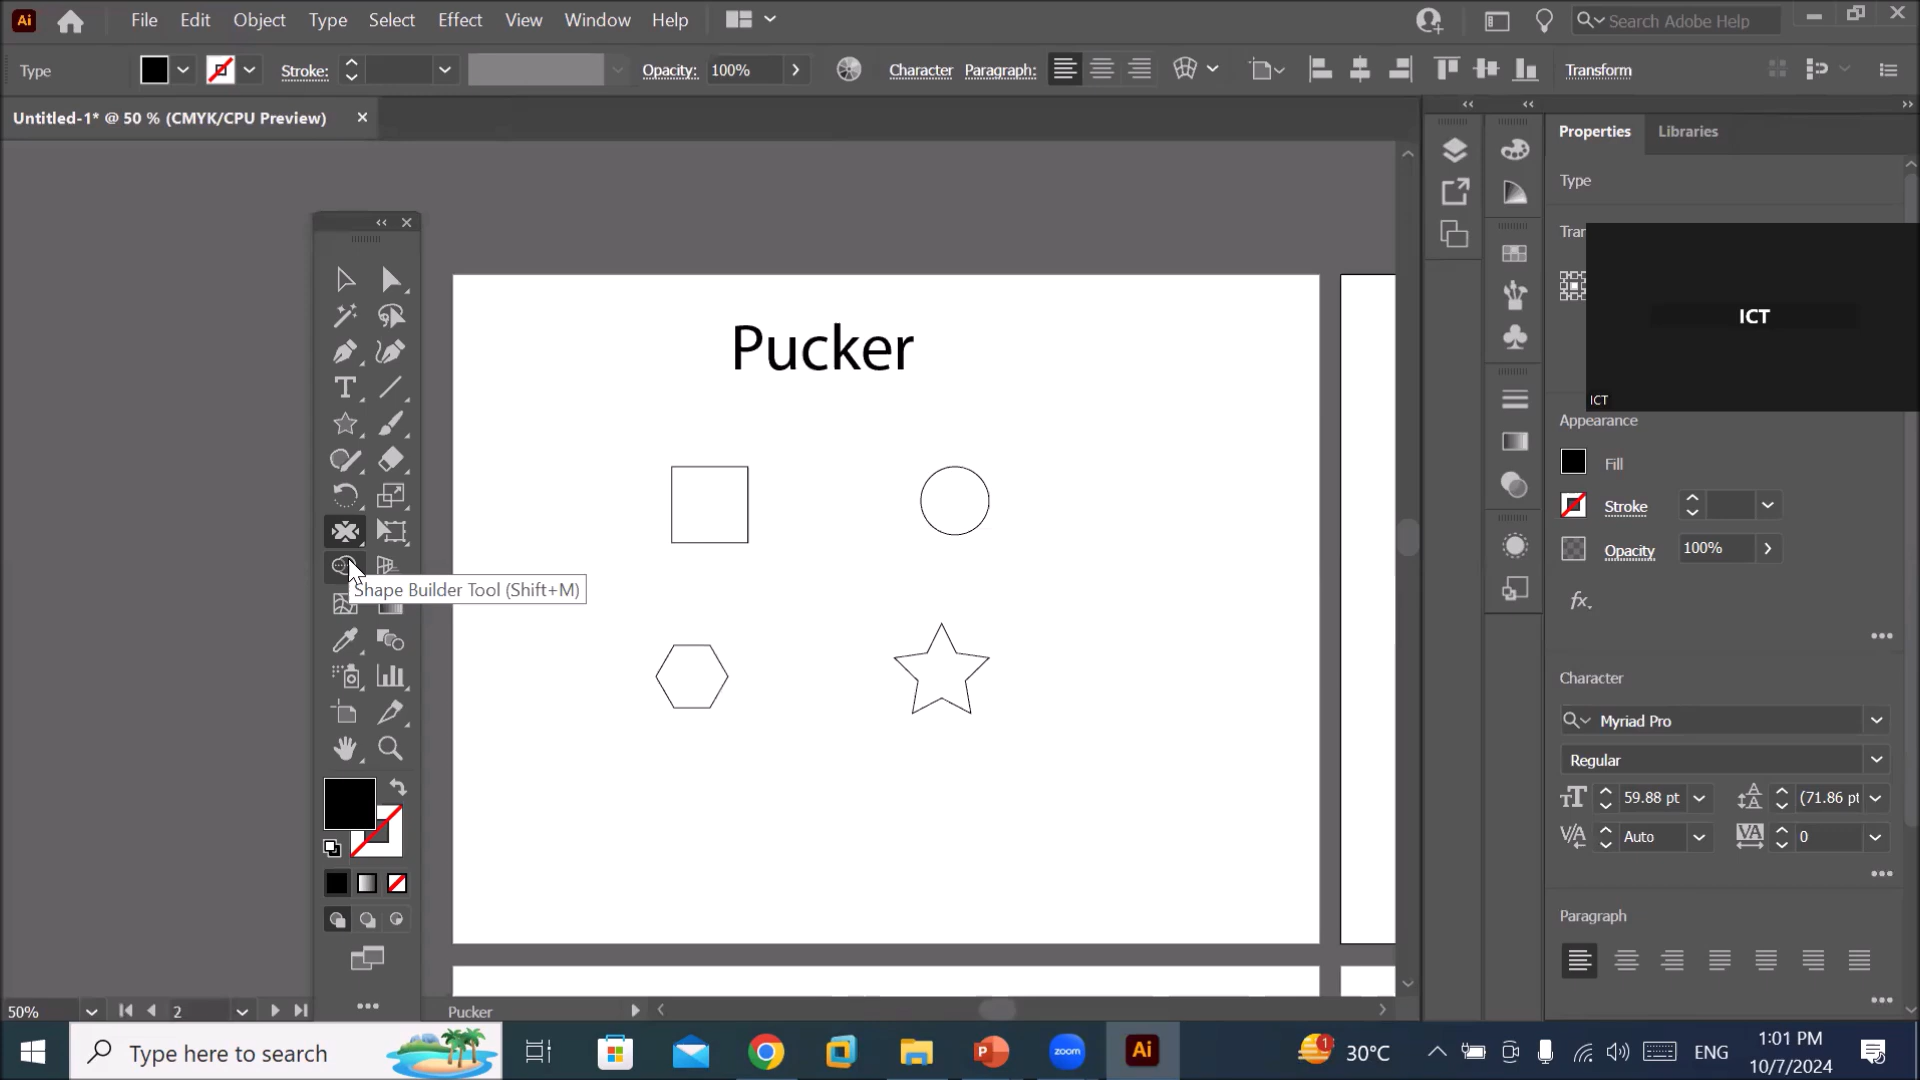 Ai File Edit Object Type Select Effect View Window Help Search Adobe Help
Type Stroke: Opacity: 100% Character Paragraph: Transform
Untitled-1* @ 50 % (CMYK/CPU Preview)
Properties Libraries
Type
Tran
ICT
ICT
Pucker
Shape Builder Tool (Shift+M)
Appearance
Fill
Stroke
Opacity 100%
fx.
Character
Myriad Pro
Regular
59.88 pt (71.86 pt
Auto 0
Paragraph
50% 2 Pucker
Type here to search zoom Ai 1 30°C ENG 1:01 PM
10/7/2024